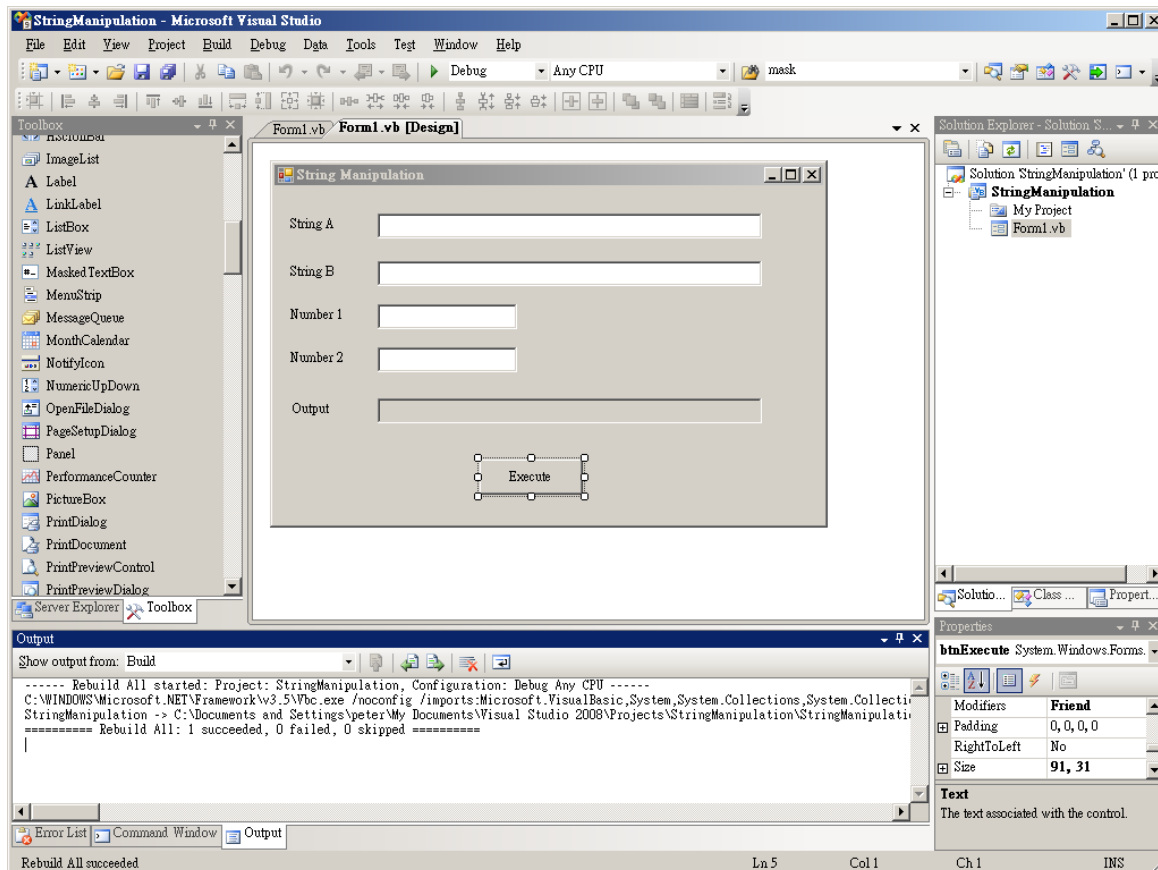 StringManipulation - Microsoft Visual Studio
File Edit View Project Build Debug Data Tools Test Window Help
Debug Any CPU mask
Toolbox
ImageList
A Label
A LinkLabel
ListBox
ListView
MaskedTextBox
MenuStrip
MessageQueue
MonthCalendar
NotifyIcon
NumericUpDown
OpenFileDialog
PageSetupDialog
Panel
PerformanceCounter
PictureBox
PrintDialog
PrintDocument
PrintPreviewControl
PrintPreviewDialog
Server Explorer Toolbox
Form1.vb Form1.vb [Design]
String Manipulation
String A
String B
Number 1
Number 2
Output
Execute
Solution Explorer - Solution 'S...
Solution 'StringManipulation' (1 pro
StringManipulation
My Project
Form1.vb
Solutio... Class ... Propert...
Output
Show output from: Build
------ Rebuild All started: Project: StringManipulation, Configuration: Debug Any CPU ------
C:\WINDOWS\Microsoft.NET\Framework\v3.5\Vbc.exe /noconfig /imports:Microsoft.VisualBasic,System,System.Collections,System.Collecti
StringManipulation -> C:\Documents and Settings\peter\My Documents\Visual Studio 2008\Projects\StringManipulation\StringManipulati
========== Rebuild All: 1 succeeded, 0 failed, 0 skipped ==========
Error List Command Window Output
Properties
btnExecute System.Windows.Forms.
Modifiers Friend
Padding 0, 0, 0, 0
RightToLeft No
Size 91, 31
Text
The text associated with the control.
Rebuild All succeeded Ln 5 Col 1 Ch 1 INS